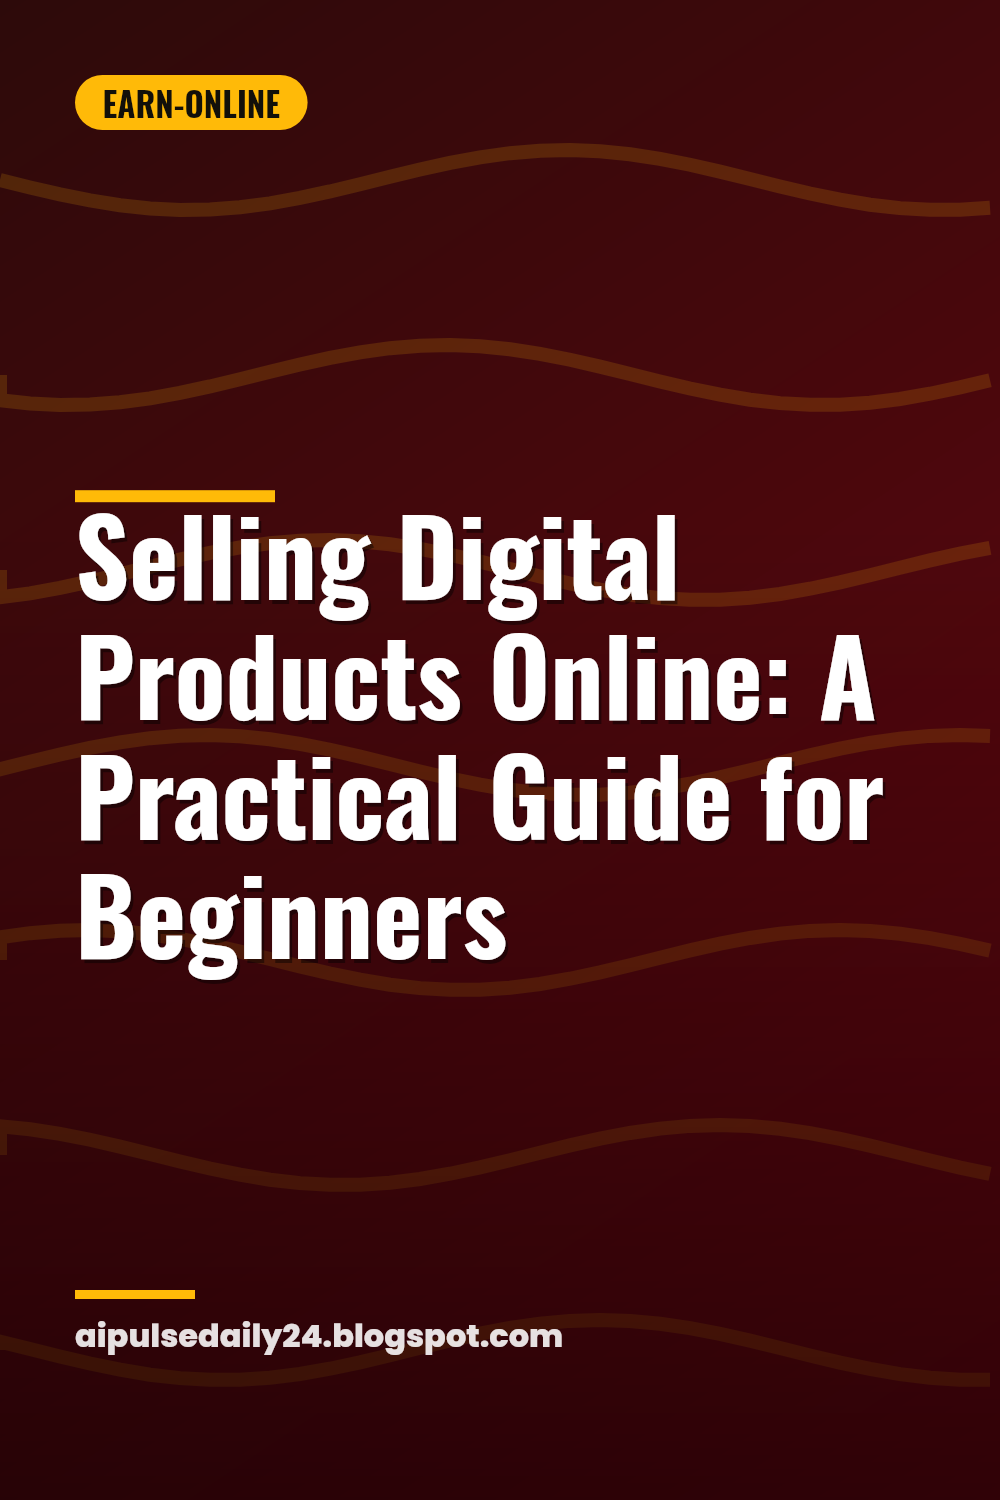 EARN-ONLINE
Selling Digital
Products Online: A
Practical Guide for
Beginners
aipulsedaily24.blogspot.com